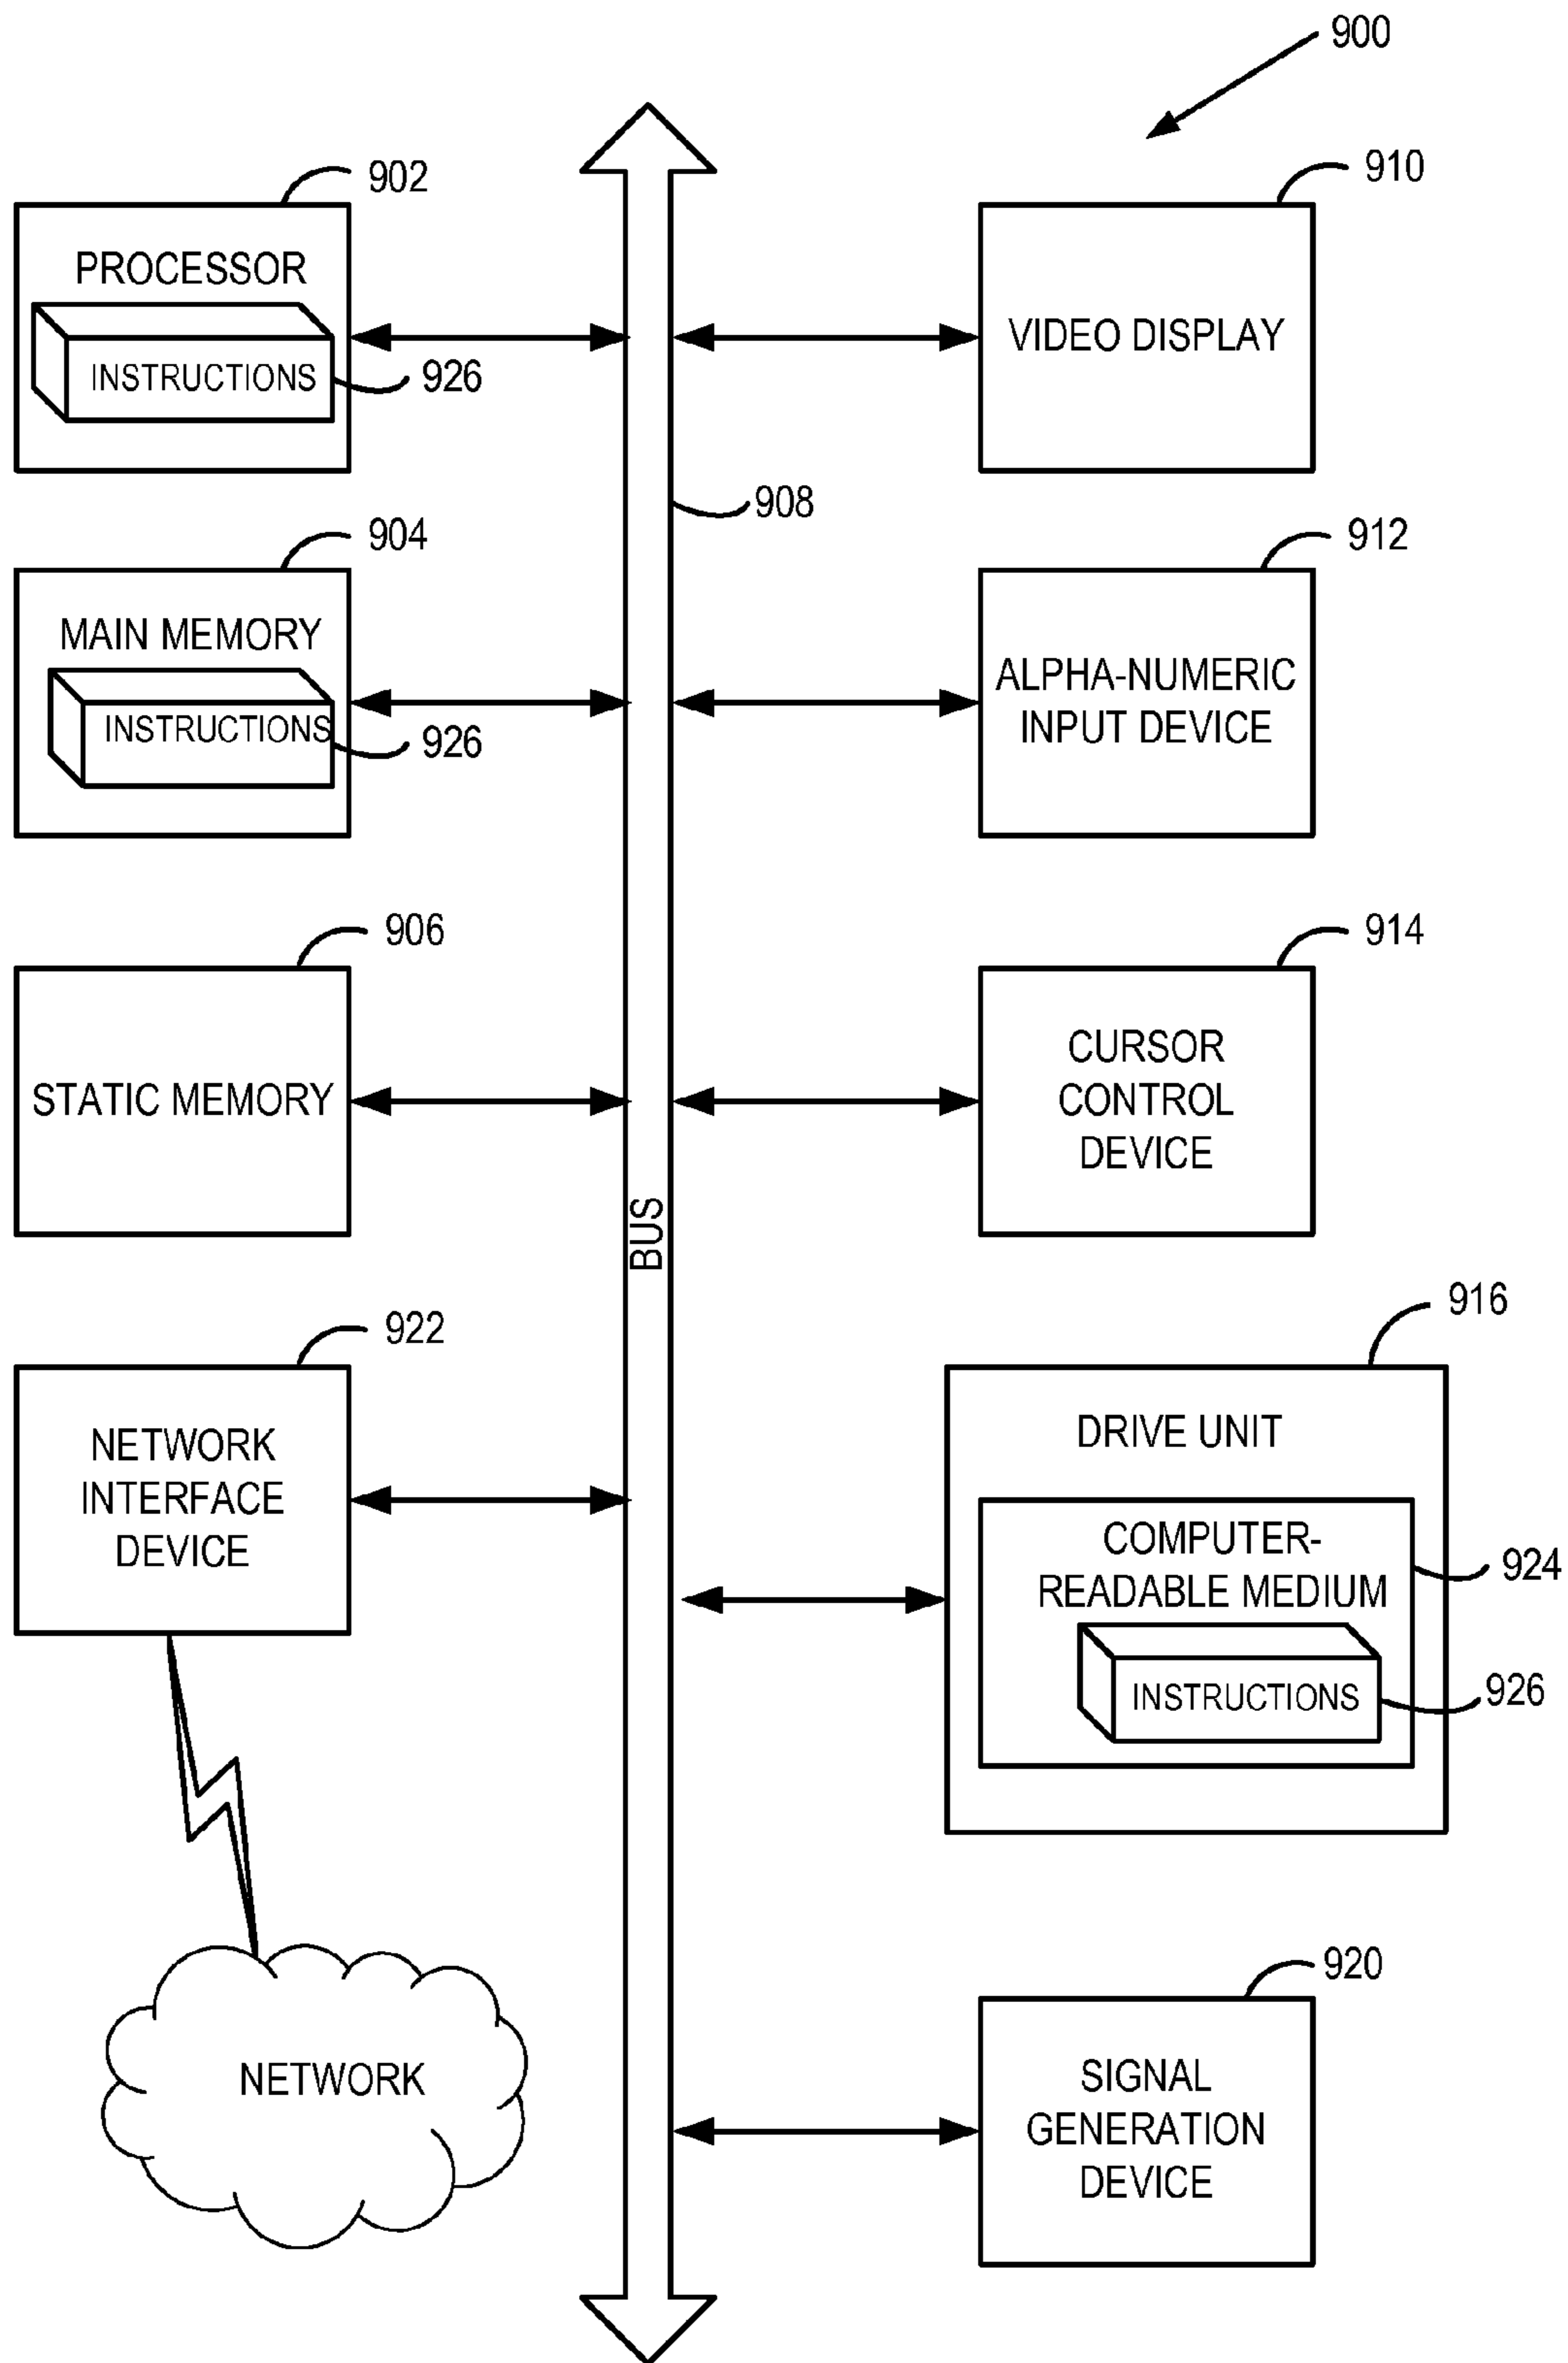 900
902
PROCESSOR
INSTRUCTIONS
926
904
MAIN MEMORY
INSTRUCTIONS
926
906
STATIC MEMORY
922
NETWORK
INTERFACE
DEVICE
NETWORK
908
BUS
910
VIDEO DISPLAY
912
ALPHA-NUMERIC
INPUT DEVICE
914
CURSOR
CONTROL
DEVICE
916
DRIVE UNIT
COMPUTER-
READABLE MEDIUM
924
INSTRUCTIONS
926
920
SIGNAL
GENERATION
DEVICE